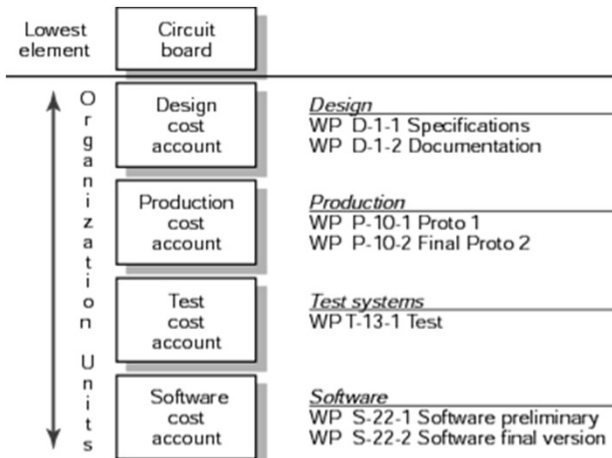 Lowest
element
Circuit
board
Organization Units
Design
cost
account
Design
WP D-1-1 Specifications
WP D-1-2 Documentation
Production
cost
account
Production
WP P-10-1 Proto 1
WP P-10-2 Final Proto 2
Test
cost
account
Test systems
WP T-13-1 Test
Software
cost
account
Software
WP S-22-1 Software preliminary
WP S-22-2 Software final version